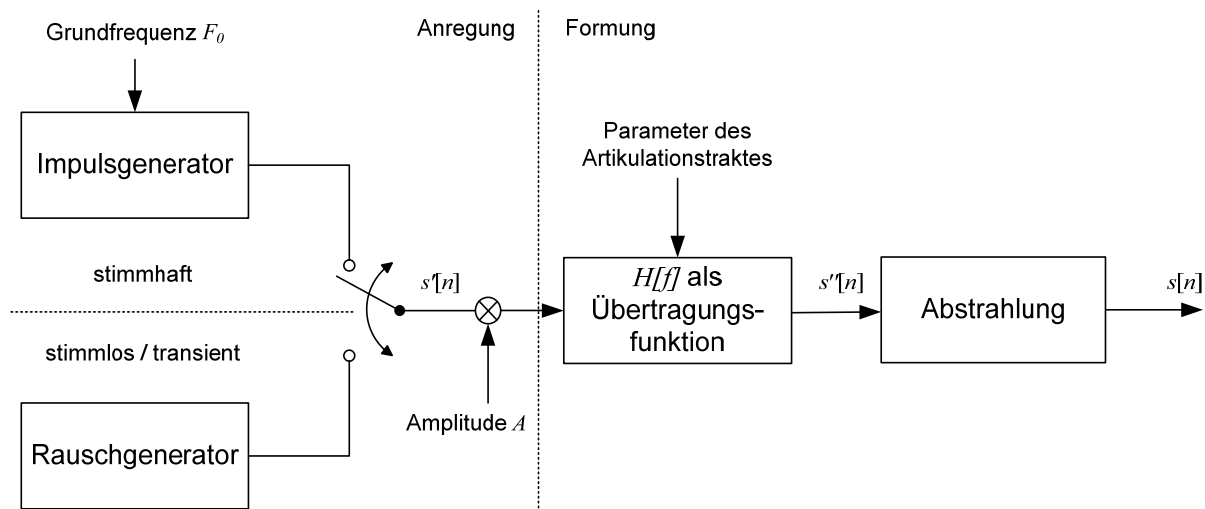 Grundfrequenz F₀
Anregung
Formung
Impulsgenerator
Parameter des
Artikulationstraktes
stimmhaft
s'[n]
H[f] als
Übertragungs-
funktion
s''[n]
Abstrahlung
s[n]
stimmlos / transient
Amplitude A
Rauschgenerator